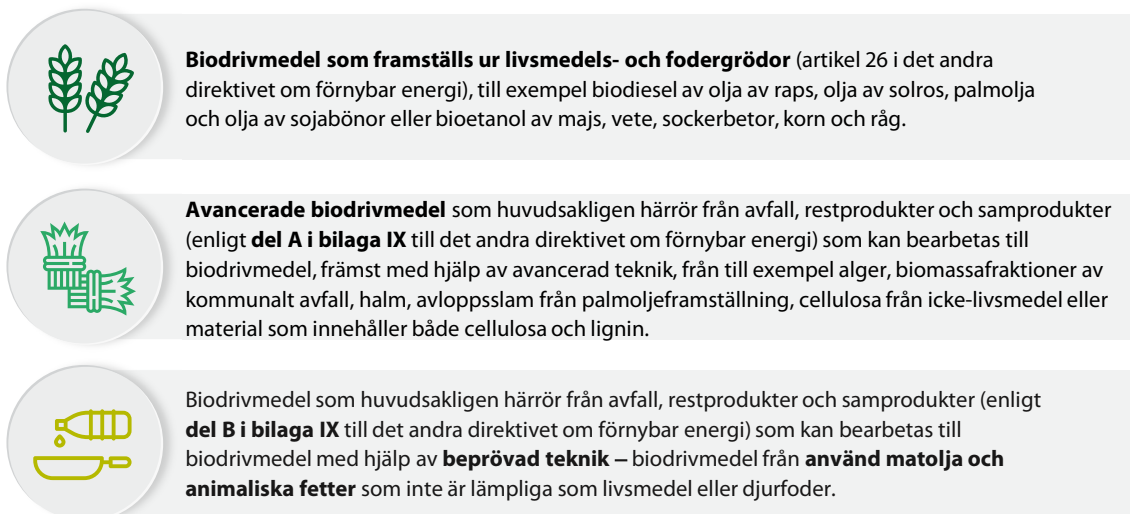 Biodrivmedel som framställs ur livsmedels- och fodergrödor (artikel 26 i det andra
direktivet om förnybar energi), till exempel biodiesel av olja av raps, olja av solros, palmolja
och olja av sojabönor eller bioetanol av majs, vete, sockerbetor, korn och råg.
Avancerade biodrivmedel som huvudsakligen härrör från avfall, restprodukter och samprodukter
(enligt del A i bilaga IX till det andra direktivet om förnybar energi) som kan bearbetas till
biodrivmedel, främst med hjälp av avancerad teknik, från till exempel alger, biomassafraktioner av
kommunalt avfall, halm, avloppsslam från palmoljeframställning, cellulosa från icke-livsmedel eller
material som innehåller både cellulosa och lignin.
Biodrivmedel som huvudsakligen härrör från avfall, restprodukter och samprodukter (enligt
del B i bilaga IX till det andra direktivet om förnybar energi) som kan bearbetas till
biodrivmedel med hjälp av beprövad teknik – biodrivmedel från använd matolja och
animaliska fetter som inte är lämpliga som livsmedel eller djurfoder.